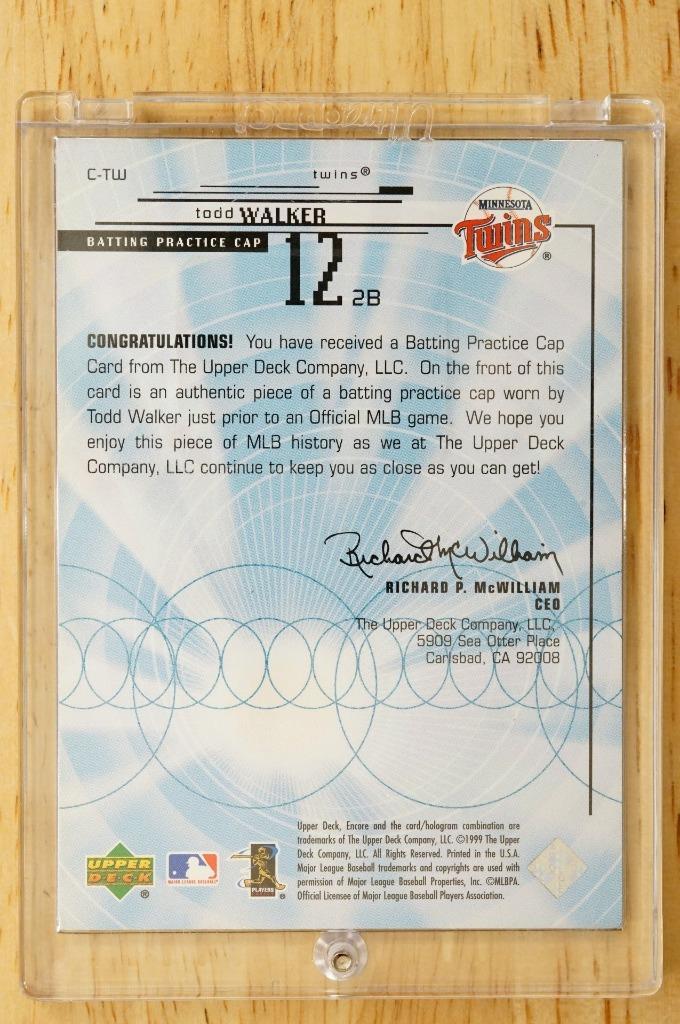 Ultra PRO
C-TW
twins®
todd WALKER
BATTING PRACTICE CAP
12 2B
MINNESOTA
Twins
®
CONGRATULATIONS! You have received a Batting Practice Cap
Card from The Upper Deck Company, LLC. On the front of this
card is an authentic piece of a batting practice cap worn by
Todd Walker just prior to an Official MLB game. We hope you
enjoy this piece of MLB history as we at The Upper Deck
Company, LLC continue to keep you as close as you can get!
Richard P McWilliam
RICHARD P. McWILLIAM
CEO
The Upper Deck Company, LLC.
5909 Sea Otter Place
Carlsbad, CA 92008
Upper Deck, Encore and the card/hologram combination are
trademarks of The Upper Deck Company, LLC. ©1999 The Upper
Deck Company, LLC. All Rights Reserved. Printed in the U.S.A.
Major League Baseball trademarks and copyrights are used with
permission of Major League Baseball Properties, Inc. ©MLBPA.
Official Licensee of Major League Baseball Players Association.
UPPER
DECK
®
MAJOR LEAGUE BASEBALL
PLAYERS
®